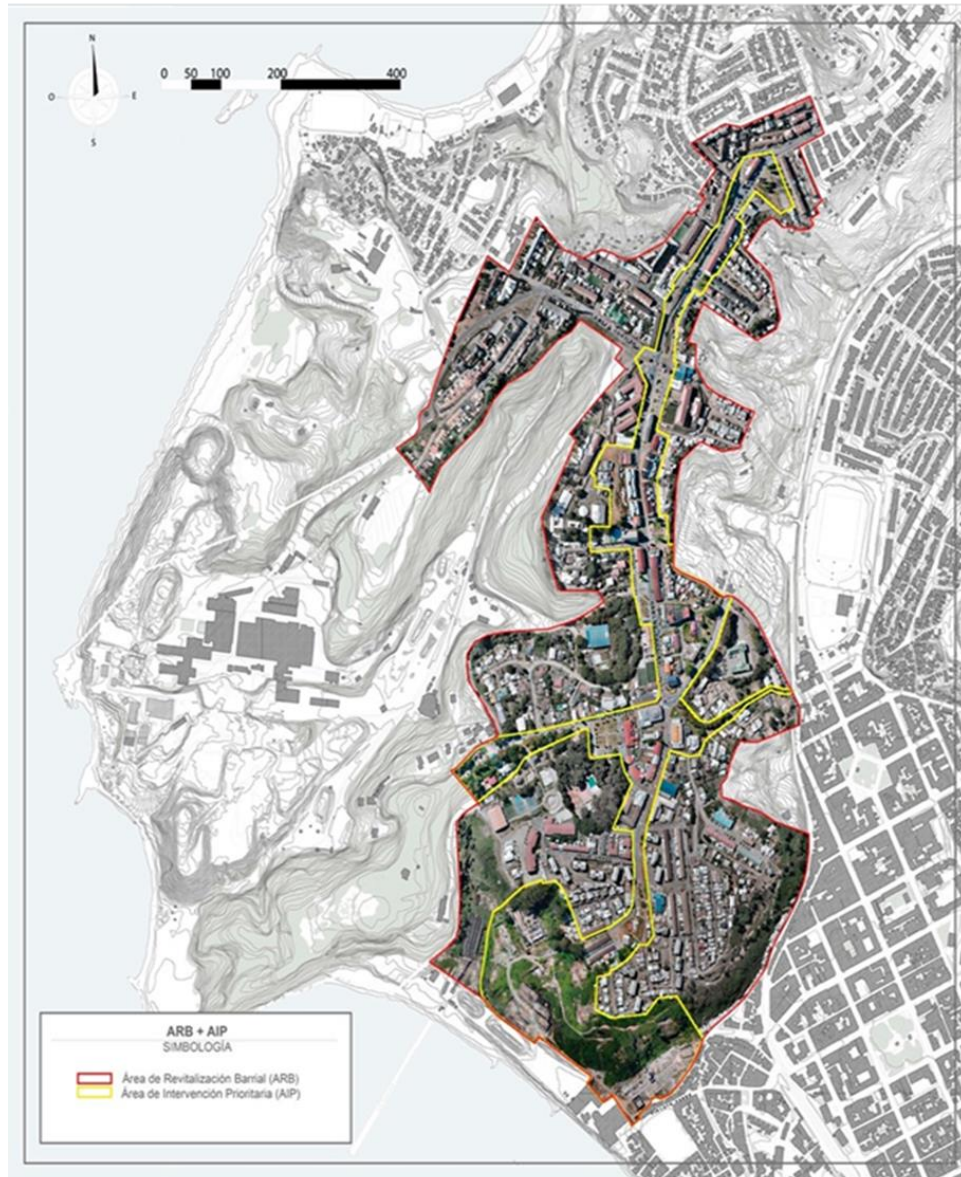 N
O
E
S
0 50 100 200 400
ARB + AIP
SIMBOLOGÍA
Área de Revitalización Barrial (ARB)
Área de Intervención Prioritaria (AIP)